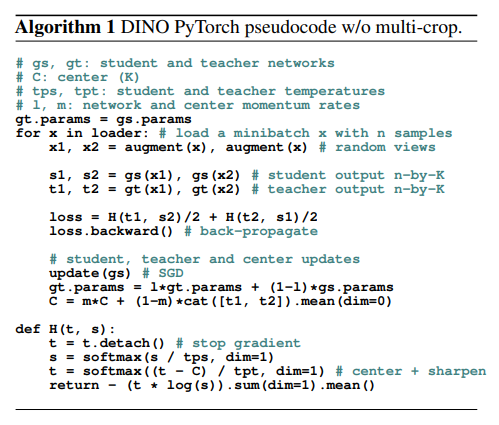 Algorithm 1 DINO PyTorch pseudocode w/o multi-crop.
# gs, gt: student and teacher networks
# C: center (K)
# tps, tpt: student and teacher temperatures
# l, m: network and center momentum rates
gt.params = gs.params
for x in loader: # load a minibatch x with n samples
    x1, x2 = augment(x), augment(x) # random views
    s1, s2 = gs(x1), gs(x2) # student output n-by-K
    t1, t2 = gt(x1), gt(x2) # teacher output n-by-K
    loss = H(t1, s2)/2 + H(t2, s1)/2
    loss.backward() # back-propagate
    # student, teacher and center updates
    update(gs) # SGD
    gt.params = l*gt.params + (1-l)*gs.params
    C = m*C + (1-m)*cat([t1, t2]).mean(dim=0)
def H(t, s):
    t = t.detach() # stop gradient
    s = softmax(s / tps, dim=1)
    t = softmax((t - C) / tpt, dim=1) # center + sharpen
    return - (t * log(s)).sum(dim=1).mean()